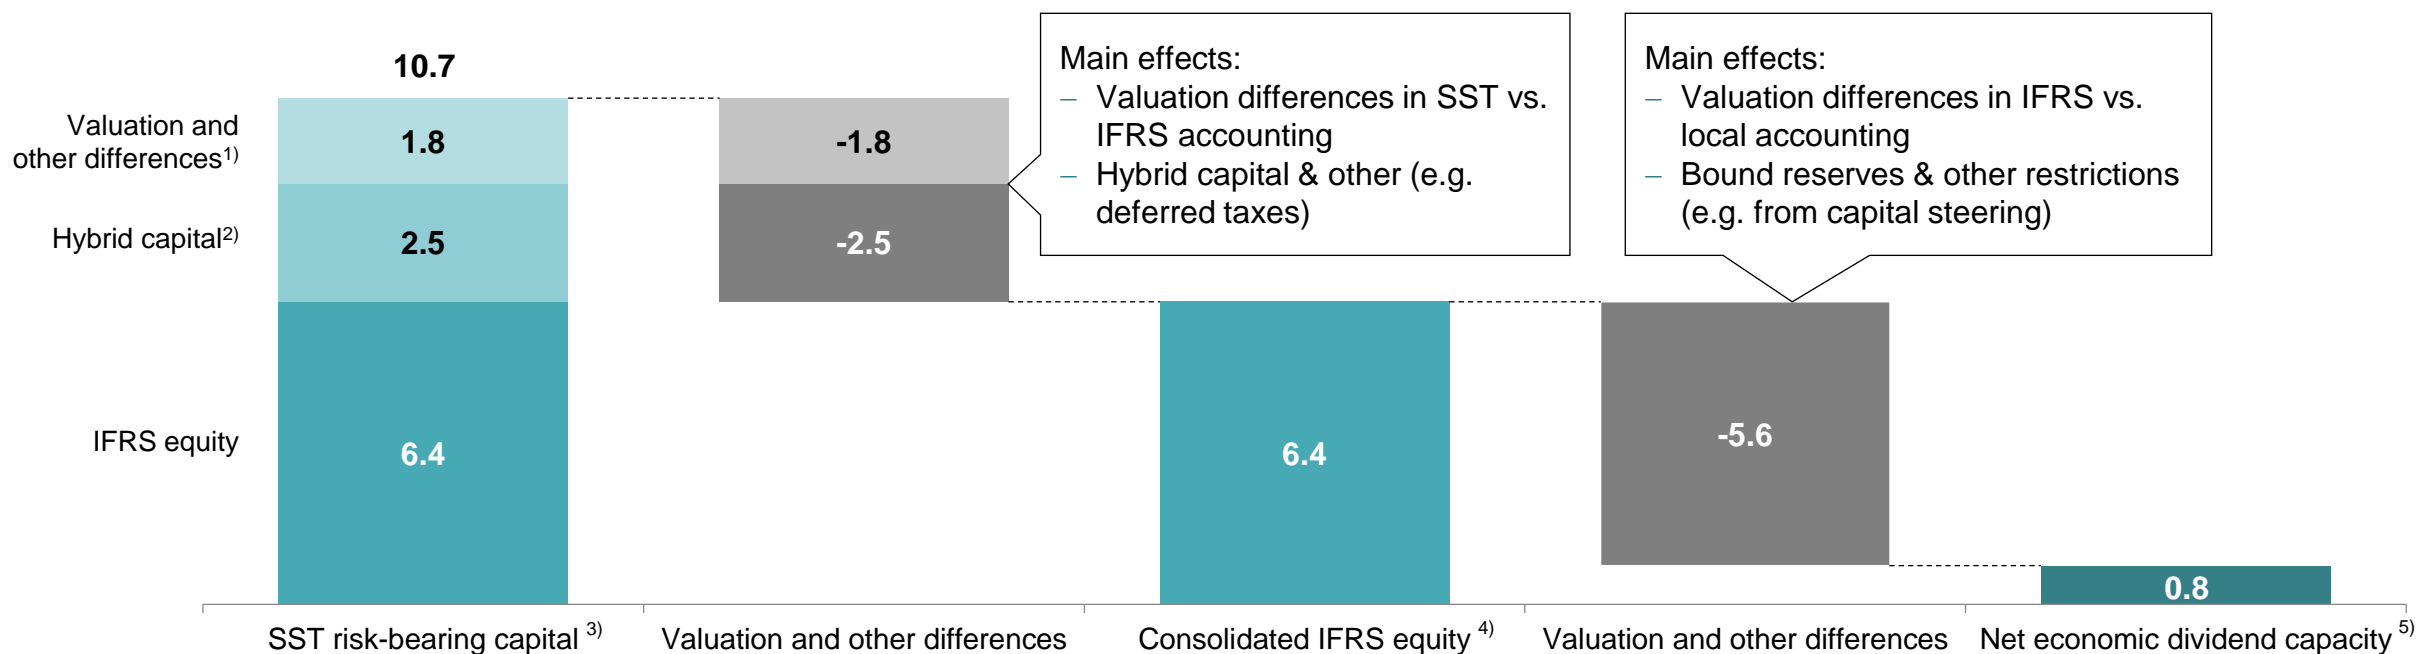 10.7
Valuation and
other differences1)
1.8
Hybrid capital2)
2.5
IFRS equity
6.4
-1.8
-2.5
Main effects:
– Valuation differences in SST vs.
IFRS accounting
– Hybrid capital & other (e.g.
deferred taxes)
6.4
Main effects:
– Valuation differences in IFRS vs.
local accounting
– Bound reserves & other restrictions
(e.g. from capital steering)
-5.6
0.8
SST risk-bearing capital 3)
Valuation and other differences
Consolidated IFRS equity 4)
Valuation and other differences
Net economic dividend capacity 5)